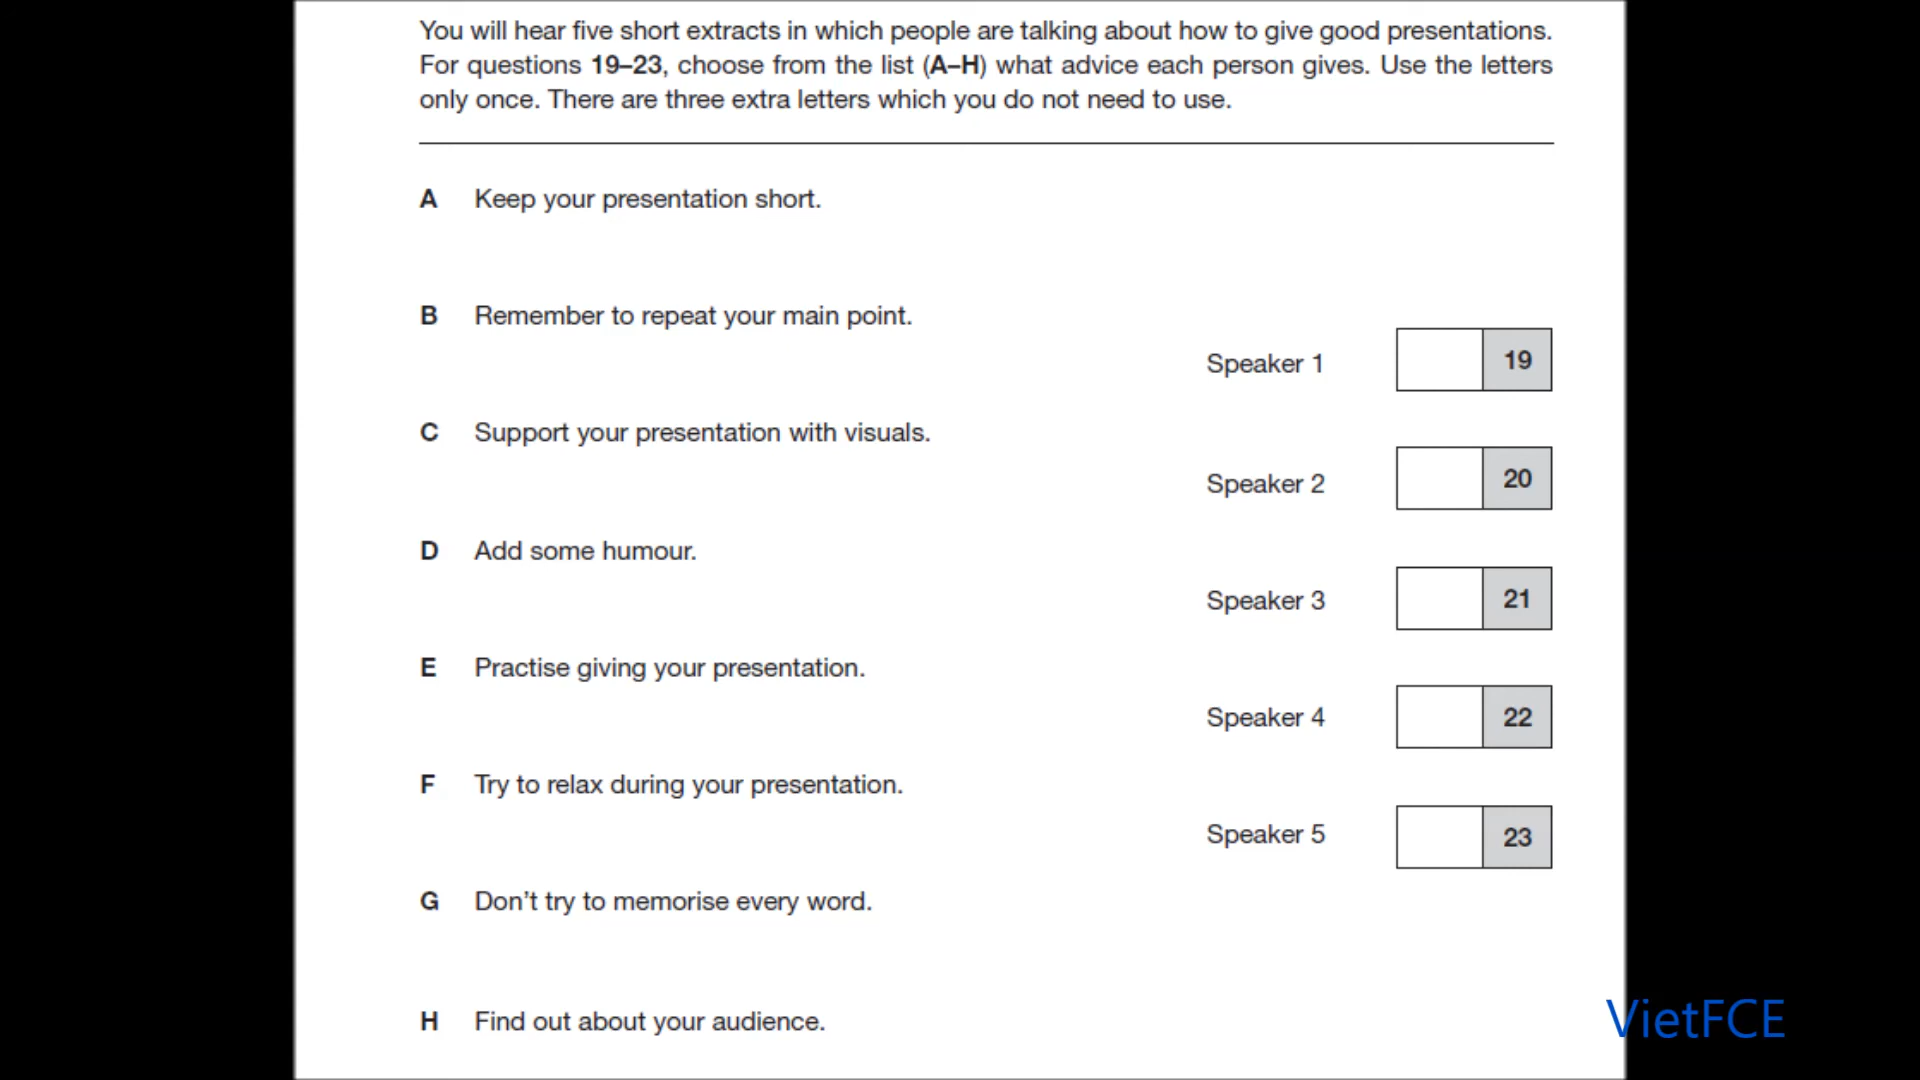 You will hear five short extracts in which people are talking about how to give good presentations.
For questions 19–23, choose from the list (A–H) what advice each person gives. Use the letters
only once. There are three extra letters which you do not need to use.
A Keep your presentation short.
B Remember to repeat your main point.
Speaker 1 19
C Support your presentation with visuals.
Speaker 2 20
D Add some humour.
Speaker 3 21
E Practise giving your presentation.
Speaker 4 22
F Try to relax during your presentation.
Speaker 5 23
G Don't try to memorise every word.
H Find out about your audience.
VietFCE